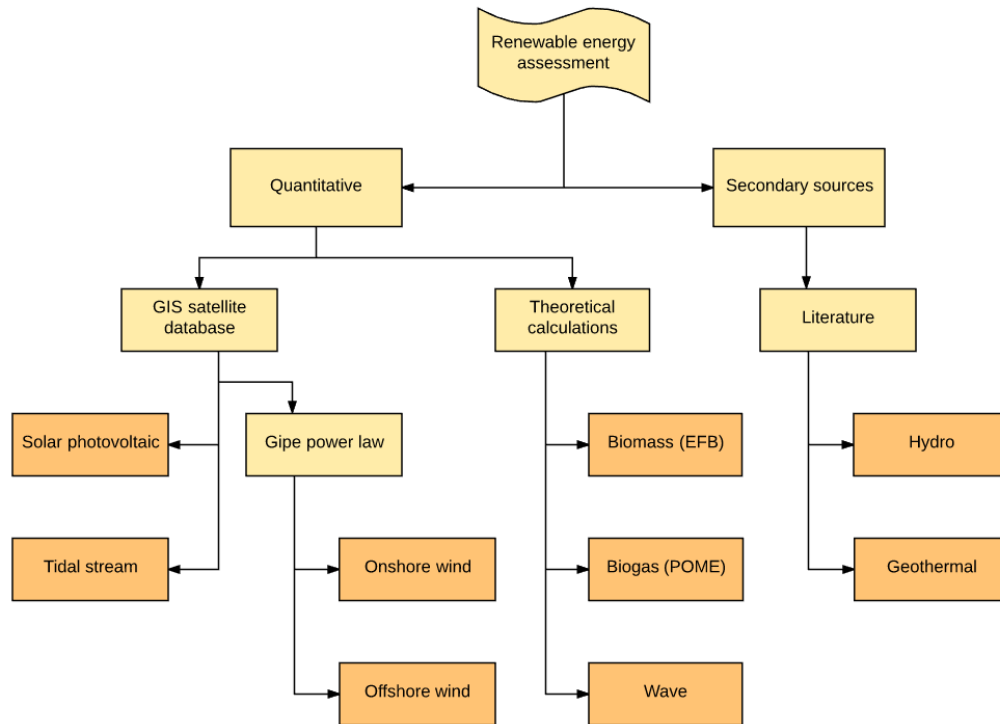 Renewable energy
assessment
Quantitative
Secondary sources
GIS satellite
database
Theoretical
calculations
Literature
Solar photovoltaic
Gipe power law
Biomass (EFB)
Hydro
Tidal stream
Onshore wind
Biogas (POME)
Geothermal
Offshore wind
Wave